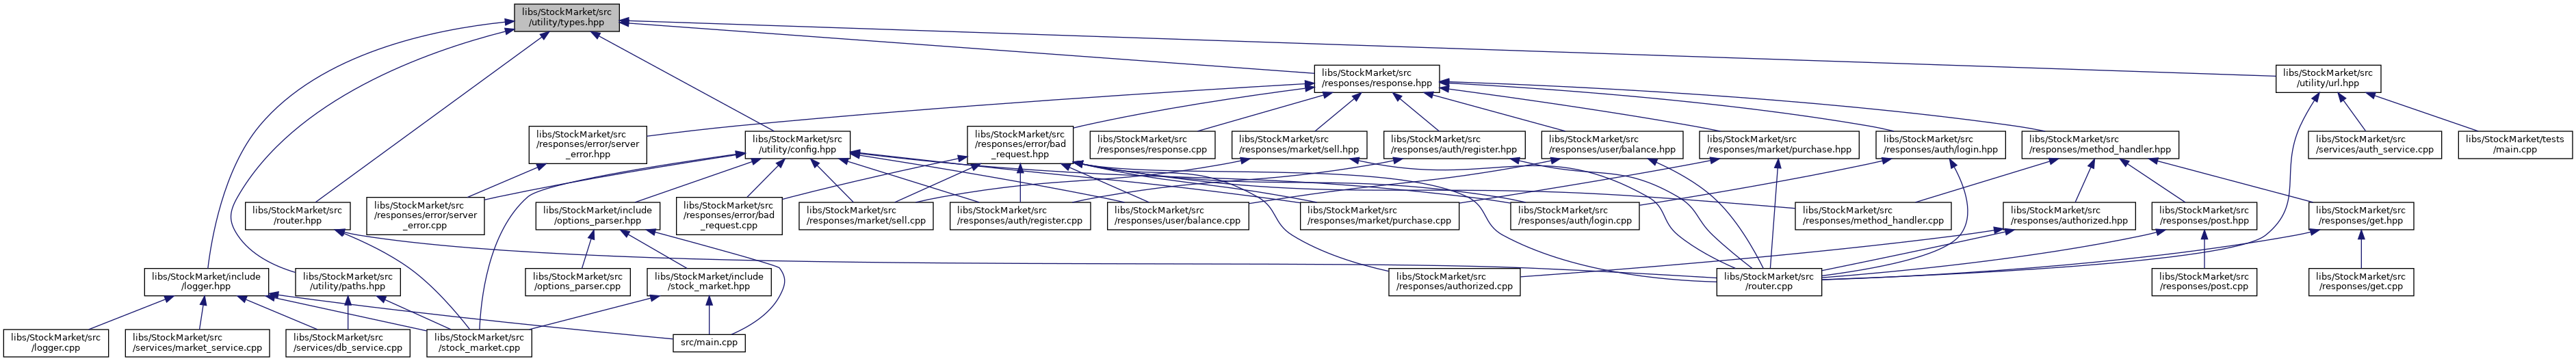 libs/StockMarket/src
/utility/types.hpp
libs/StockMarket/src
/responses/response.hpp
libs/StockMarket/src
/utility/url.hpp
libs/StockMarket/src
/responses/error/server
_error.hpp
libs/StockMarket/src
/utility/config.hpp
libs/StockMarket/src
/responses/error/bad
_request.hpp
libs/StockMarket/src
/responses/response.cpp
libs/StockMarket/src
/responses/market/sell.hpp
libs/StockMarket/src
/responses/auth/register.hpp
libs/StockMarket/src
/responses/user/balance.hpp
libs/StockMarket/src
/responses/market/purchase.hpp
libs/StockMarket/src
/responses/auth/login.hpp
libs/StockMarket/src
/responses/method_handler.hpp
libs/StockMarket/src
/services/auth_service.cpp
libs/StockMarket/tests
/main.cpp
libs/StockMarket/src
/router.hpp
libs/StockMarket/src
/responses/error/server
_error.cpp
libs/StockMarket/include
/options_parser.hpp
libs/StockMarket/src
/responses/error/bad
_request.cpp
libs/StockMarket/src
/responses/market/sell.cpp
libs/StockMarket/src
/responses/auth/register.cpp
libs/StockMarket/src
/responses/user/balance.cpp
libs/StockMarket/src
/responses/market/purchase.cpp
libs/StockMarket/src
/responses/auth/login.cpp
libs/StockMarket/src
/responses/method_handler.cpp
libs/StockMarket/src
/responses/authorized.hpp
libs/StockMarket/src
/responses/post.hpp
libs/StockMarket/src
/responses/get.hpp
libs/StockMarket/include
/logger.hpp
libs/StockMarket/src
/utility/paths.hpp
libs/StockMarket/src
/options_parser.cpp
libs/StockMarket/include
/stock_market.hpp
libs/StockMarket/src
/responses/authorized.cpp
libs/StockMarket/src
/router.cpp
libs/StockMarket/src
/responses/post.cpp
libs/StockMarket/src
/responses/get.cpp
libs/StockMarket/src
/logger.cpp
libs/StockMarket/src
/services/market_service.cpp
libs/StockMarket/src
/services/db_service.cpp
libs/StockMarket/src
/stock_market.cpp
src/main.cpp